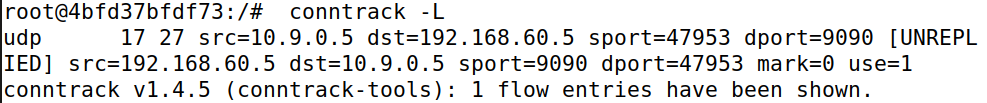 root@4bfd37bfdf73:/#  conntrack -L
udp      17 27 src=10.9.0.5 dst=192.168.60.5 sport=47953 dport=9090 [UNREPL
IED] src=192.168.60.5 dst=10.9.0.5 sport=9090 dport=47953 mark=0 use=1
conntrack v1.4.5 (conntrack-tools): 1 flow entries have been shown.